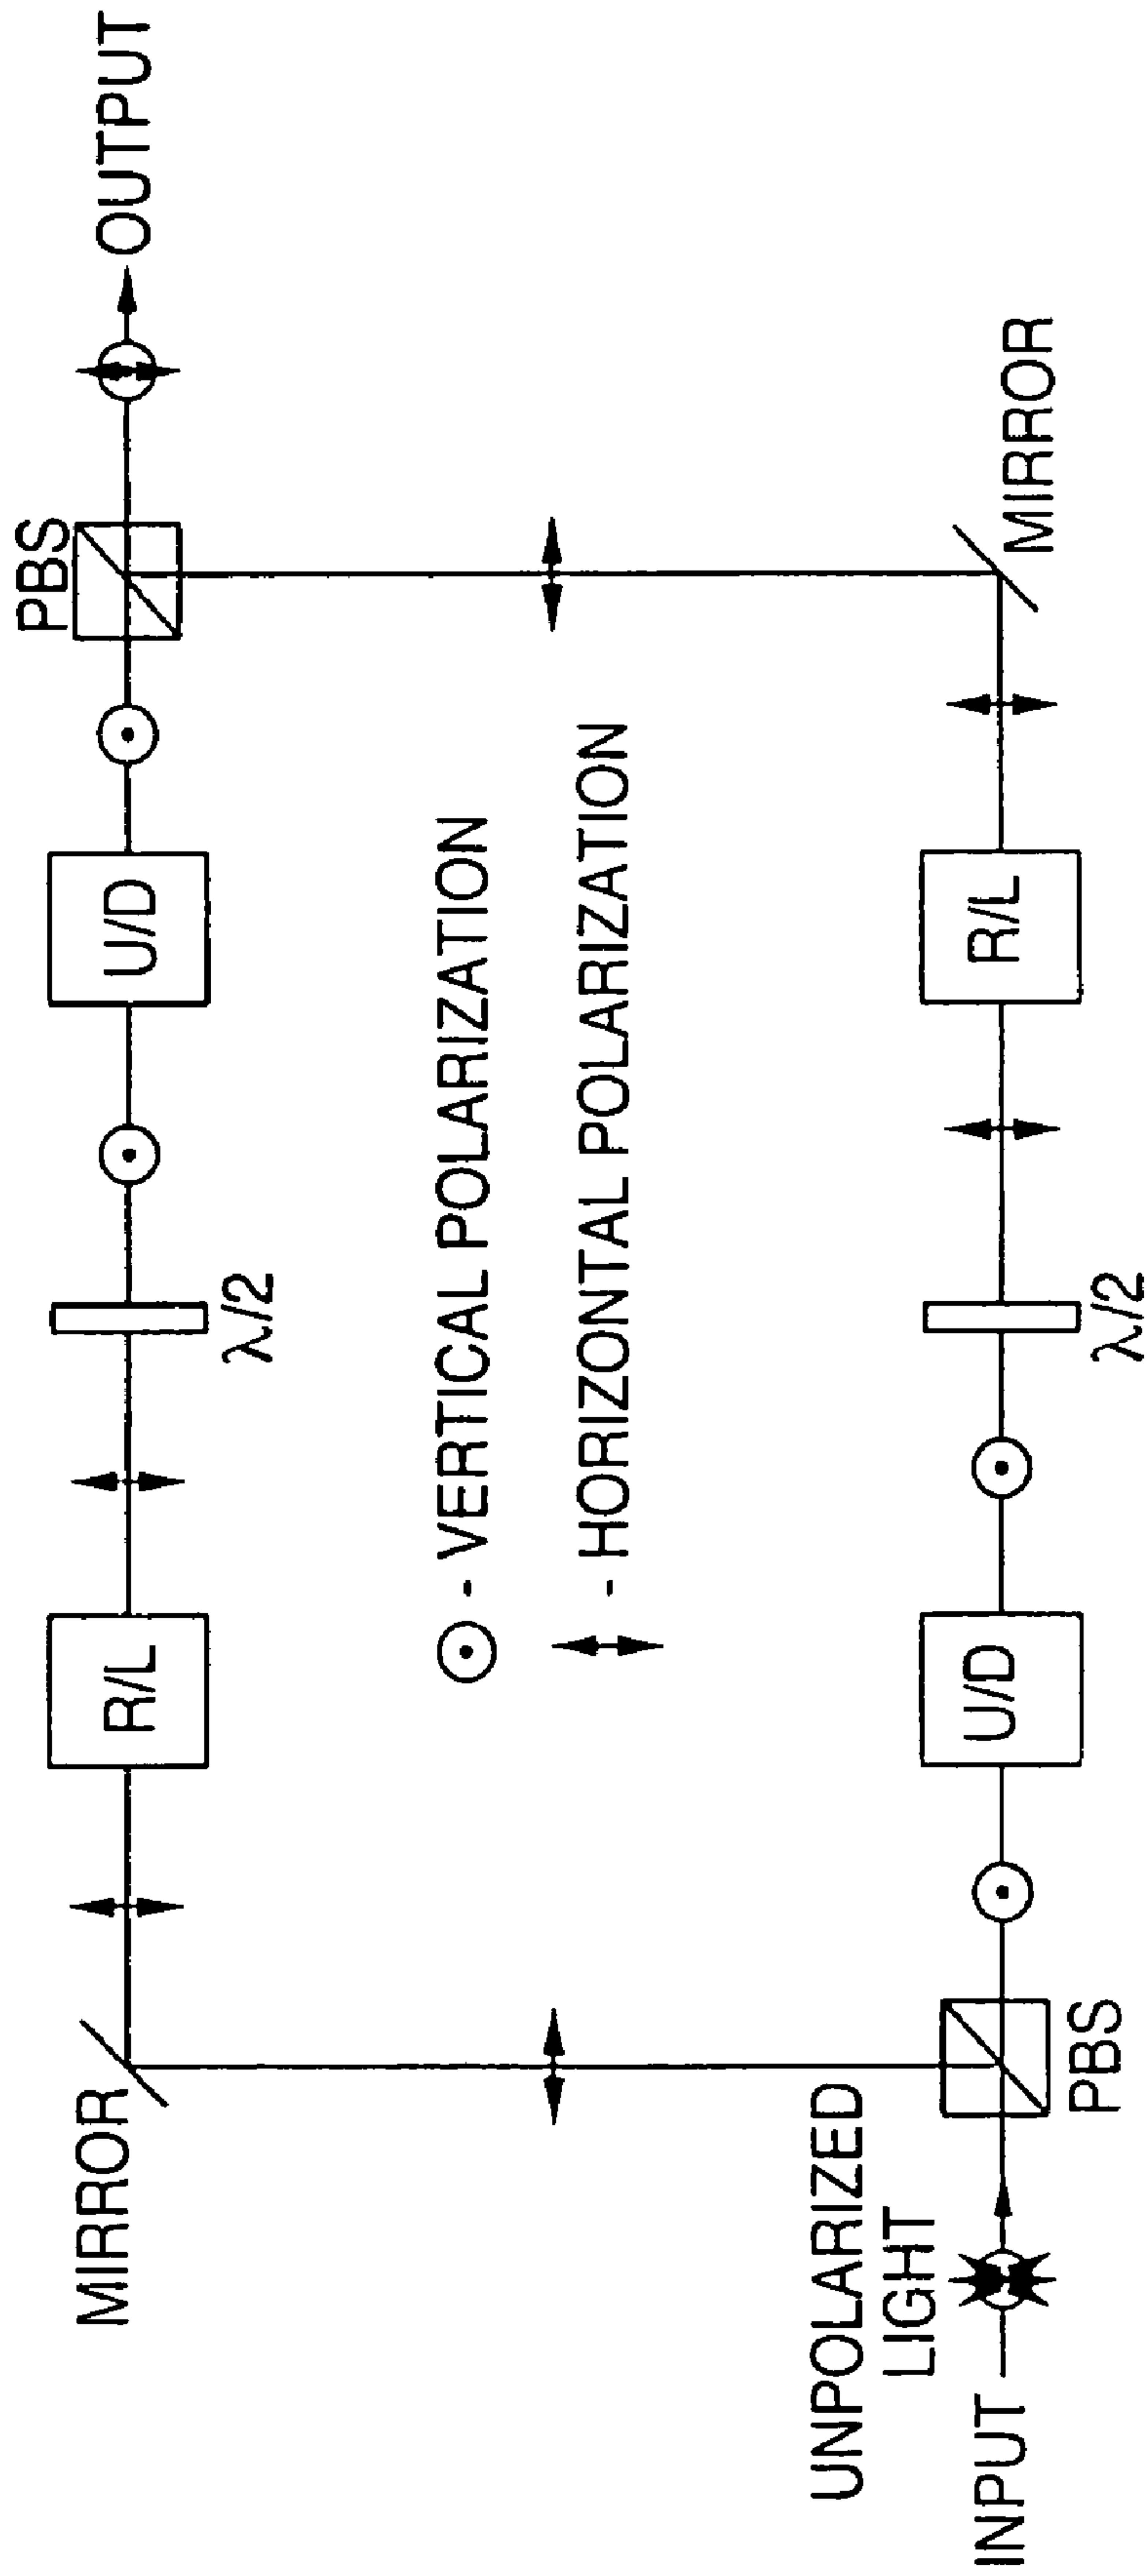 PBS
MIRROR
R/L
U/D
OUTPUT
λ/2
- VERTICAL POLARIZATION
- HORIZONTAL POLARIZATION
UNPOLARIZED
LIGHT
INPUT
U/D
R/L
MIRROR
PBS
λ/2